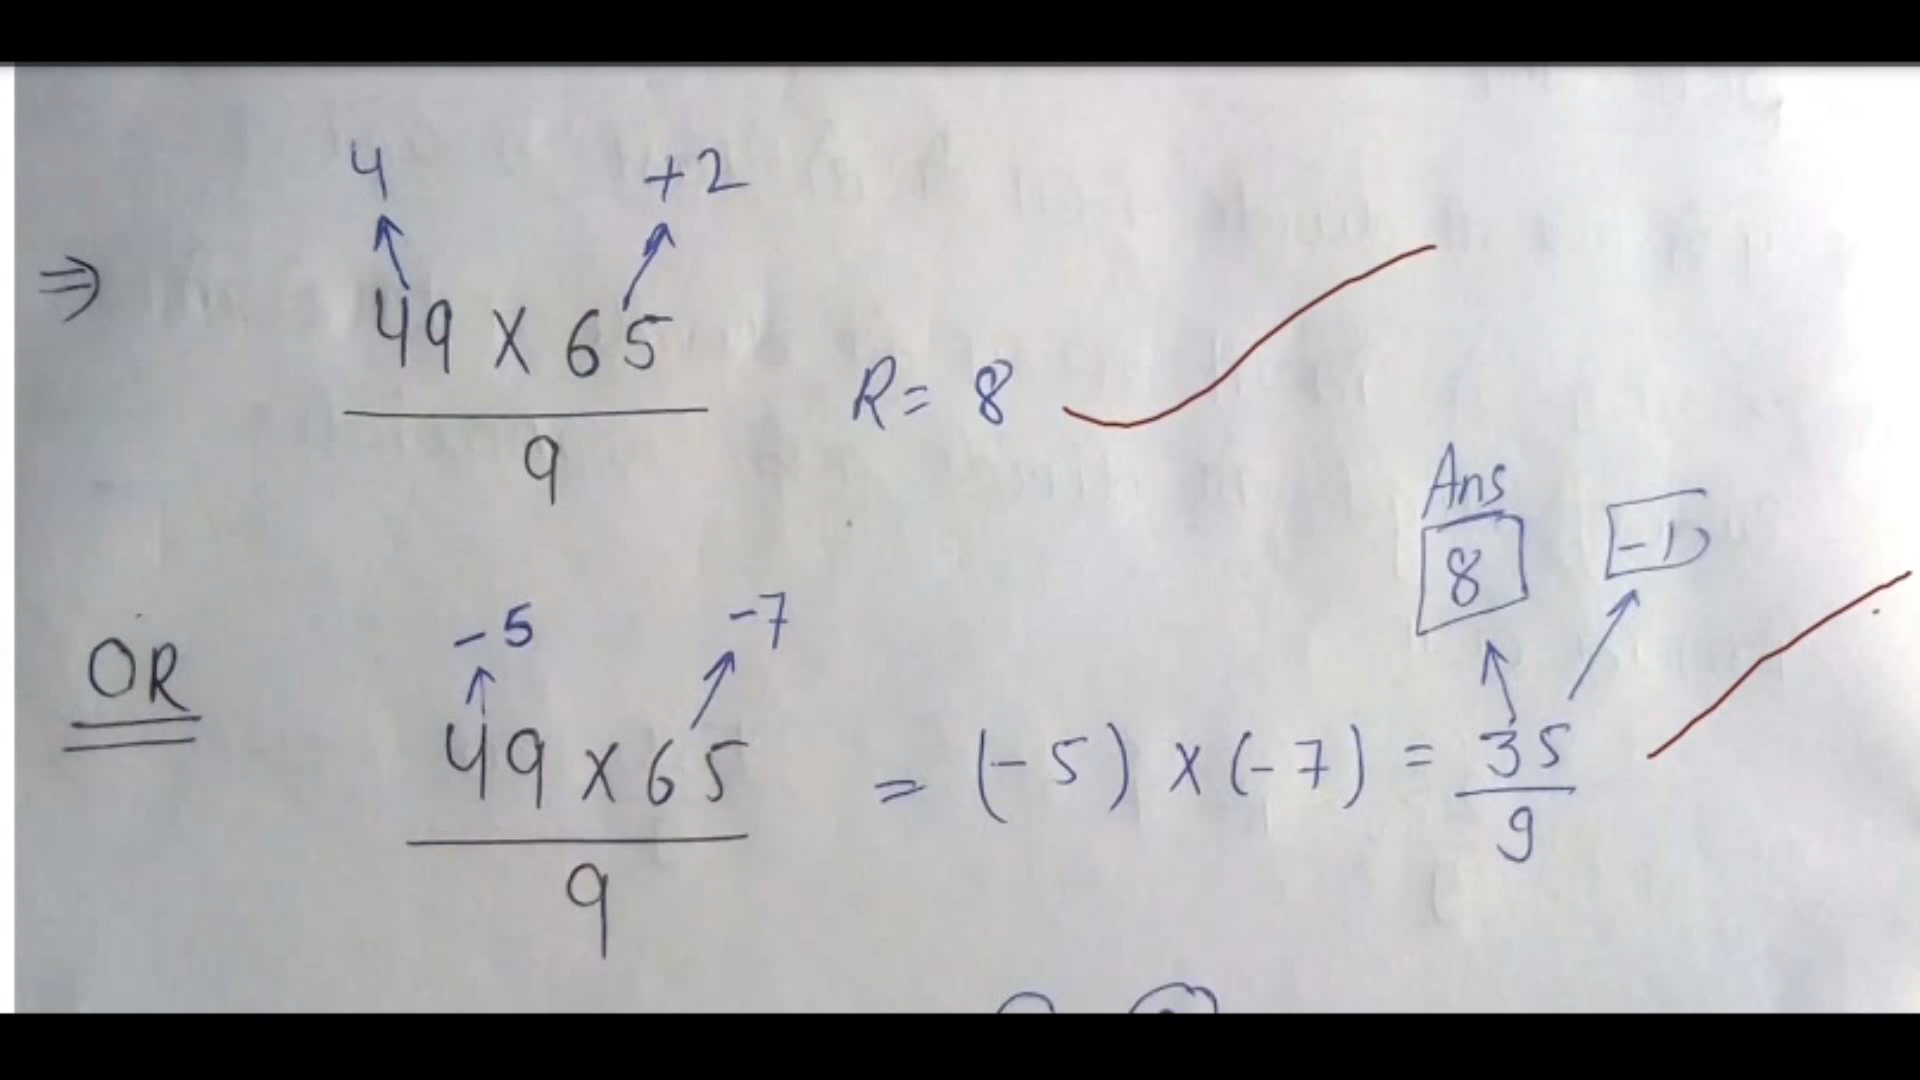 4 +2
⇒ 49 × 65
9
R = 8
Ans
8 -1
OR
-5 -7
49 × 65 = (-5) × (-7) = 35
9 9